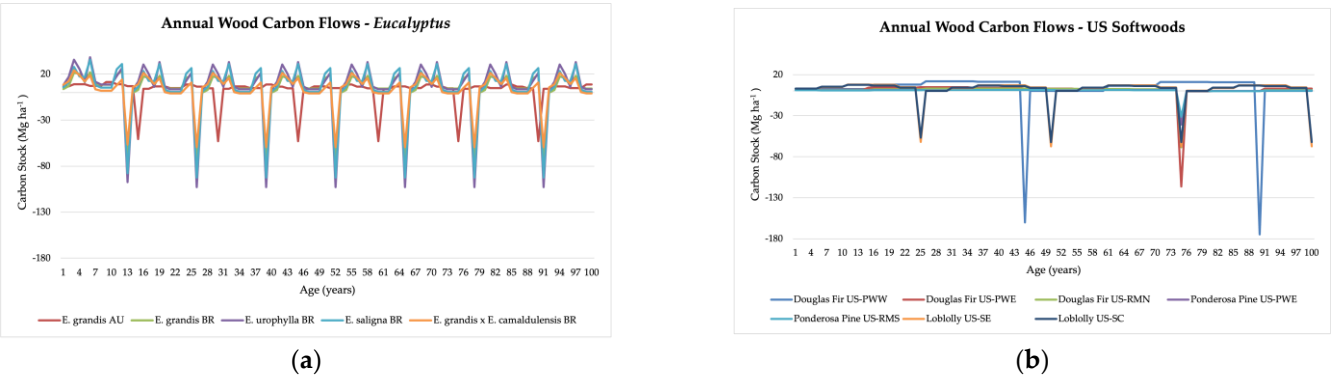 Annual Wood Carbon Flows - Eucalyptus
Carbon Stock (Mg ha⁻¹)
20
-30
-80
-130
-180
1 4 7 10 13 16 19 22 25 28 31 34 37 40 43 46 49 52 55 58 61 64 67 70 73 76 79 82 85 88 91 94 97 100
Age (years)
E. grandis AU E. grandis BR E. urophylla BR E. saligna BR E. grandis x E. camaldulensis BR
(a)
Annual Wood Carbon Flows - US Softwoods
Carbon Stock (Mg ha⁻¹)
20
-30
-80
-130
-180
1 4 7 10 13 16 19 22 25 28 31 34 37 40 43 46 49 52 55 58 61 64 67 70 73 76 79 82 85 88 91 94 97 100
Age (years)
Douglas Fir US-PWW Douglas Fir US-PWE Douglas Fir US-RMN Ponderosa Pine US-PWE
Ponderosa Pine US-RMS Loblolly US-SE Loblolly US-SC
(b)